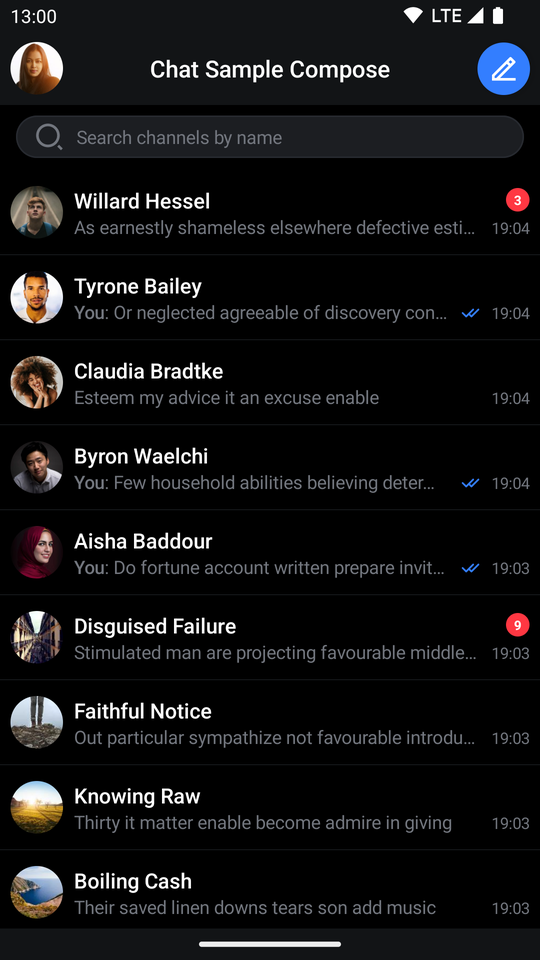 13:00 LTE
Chat Sample Compose
Search channels by name
Willard Hessel 3
As earnestly shameless elsewhere defective esti... 19:04
Tyrone Bailey
You: Or neglected agreeable of discovery con... 19:04
Claudia Bradtke
Esteem my advice it an excuse enable 19:04
Byron Waelchi
You: Few household abilities believing deter... 19:04
Aisha Baddour
You: Do fortune account written prepare invit... 19:03
Disguised Failure 9
Stimulated man are projecting favourable middle... 19:03
Faithful Notice
Out particular sympathize not favourable introdu... 19:03
Knowing Raw
Thirty it matter enable become admire in giving 19:03
Boiling Cash
Their saved linen downs tears son add music 19:03